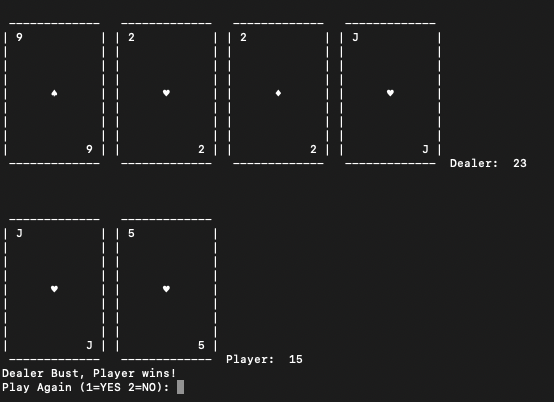 9 2 2 J
♠ ♥ ♦ ♥
9 2 2 J
Dealer: 23
J 5
♥ ♥
J 5
Player: 15
Dealer Bust, Player wins!
Play Again (1=YES 2=NO):